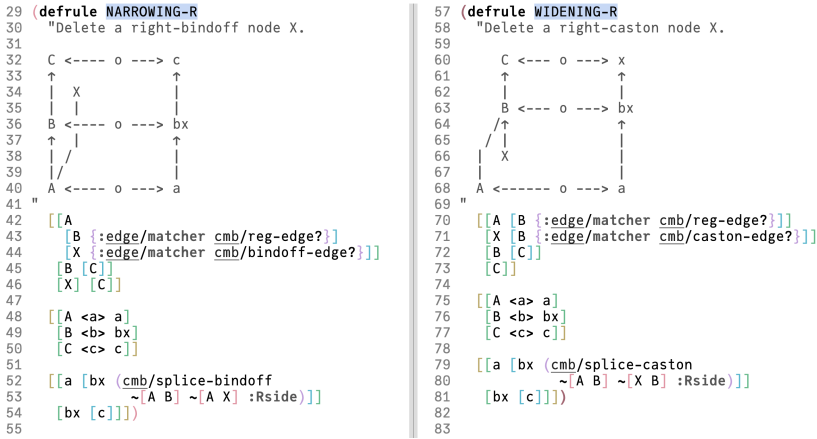 29 (defrule NARROWING-R
30   "Delete a right-bindoff node X.
31
32   C <---- o ---> c
33   ↑              ↑
34   |  X           |
35   |  |           |
36   B <---- o ---> bx
37   ↑  |           ↑
38   | /            |
39   |/             |
40   A <---- o ---> a
41 "
42   [[A
43     [B {:edge/matcher cmb/reg-edge?}]
44     [X {:edge/matcher cmb/bindoff-edge?}]]
45    [B [C]]
46    [X] [C]]
47
48   [[A <a> a]
49    [B <b> bx]
50    [C <c> c]]
51
52   [[a [bx (cmb/splice-bindoff
53             ~[A B] ~[A X] :Rside)]]
54    [bx [c]]])
55
57 (defrule WIDENING-R
58   "Delete a right-caston node X.
59
60      C <---- o ---> x
61      ↑              ↑
62      |              |
63      B <---- o ---> bx
64     /↑              ↑
65    / |              |
66   |  X              |
67   |                 |
68   A <---- o ---> a
69 "
70   [[A [B {:edge/matcher cmb/reg-edge?}]]
71    [X [B {:edge/matcher cmb/caston-edge?}]]
72    [B [C]]
73    [C]]
74
75   [[A <a> a]
76    [B <b> bx]
77    [C <c> c]]
78
79   [[a [bx (cmb/splice-caston
80             ~[A B] ~[X B] :Rside)]]
81    [bx [c]]])
82
83